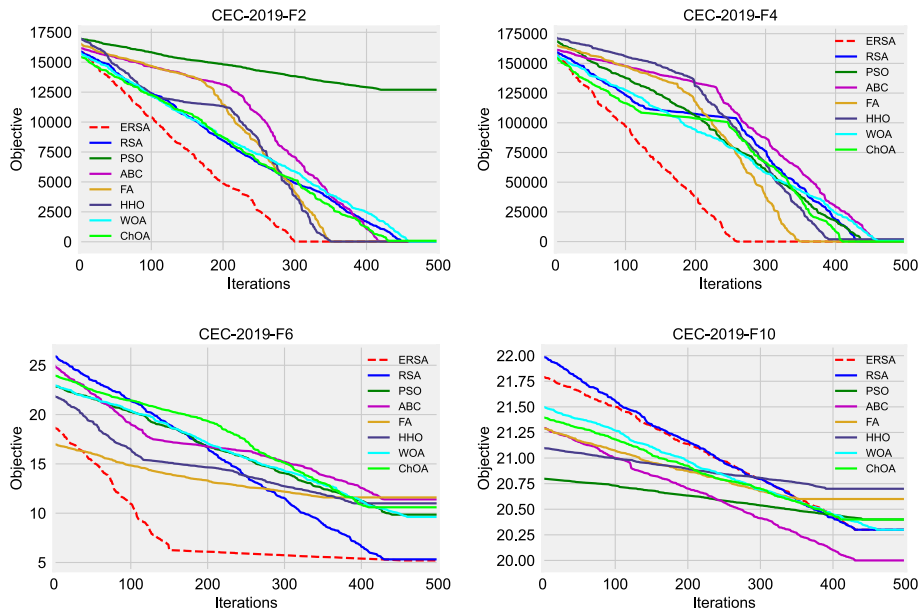 CEC-2019-F2
17500
15000
12500
10000
7500
5000
2500
0
Objective
ERSA
RSA
PSO
ABC
FA
HHO
WOA
ChOA
0
100
200
300
400
500
Iterations
CEC-2019-F4
175000
150000
125000
100000
75000
50000
25000
0
Objective
ERSA
RSA
PSO
ABC
FA
HHO
WOA
ChOA
0
100
200
300
400
500
Iterations
CEC-2019-F6
25
20
15
10
5
Objective
ERSA
RSA
PSO
ABC
FA
HHO
WOA
ChOA
0
100
200
300
400
500
Iterations
CEC-2019-F10
22.00
21.75
21.50
21.25
21.00
20.75
20.50
20.25
20.00
Objective
ERSA
RSA
PSO
ABC
FA
HHO
WOA
ChOA
0
100
200
300
400
500
Iterations